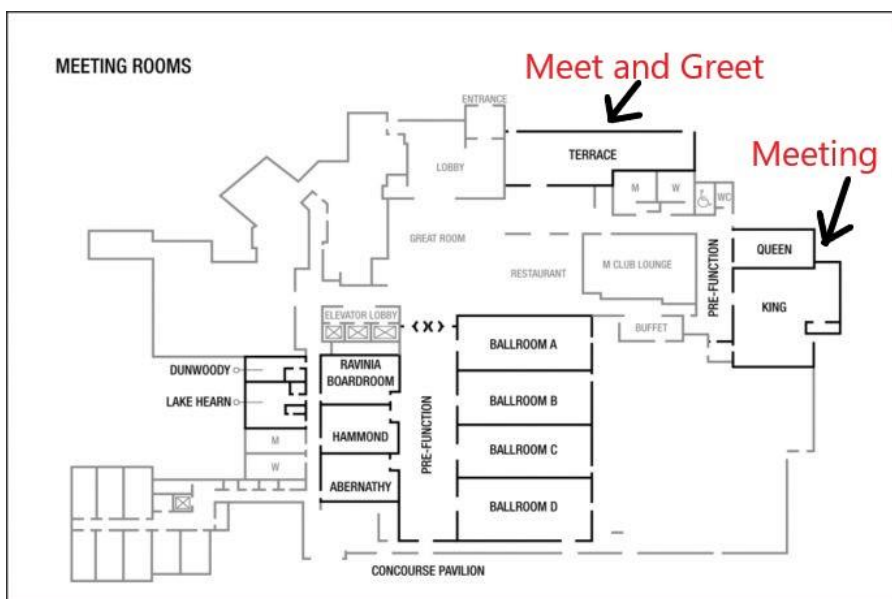 MEETING ROOMS
Meet and Greet
ENTRANCE
TERRACE
LOBBY
Meeting
M
W
WC
GREAT ROOM
RESTAURANT
M CLUB LOUNGE
PRE-FUNCTION
QUEEN
KING
ELEVATOR LOBBY
< X >
BUFFET
BALLROOM A
DUNWOODY
RAVINIA
BOARDROOM
LAKE HEARN
BALLROOM B
PRE-FUNCTION
M
HAMMOND
BALLROOM C
W
ABERNATHY
BALLROOM D
CONCOURSE PAVILION